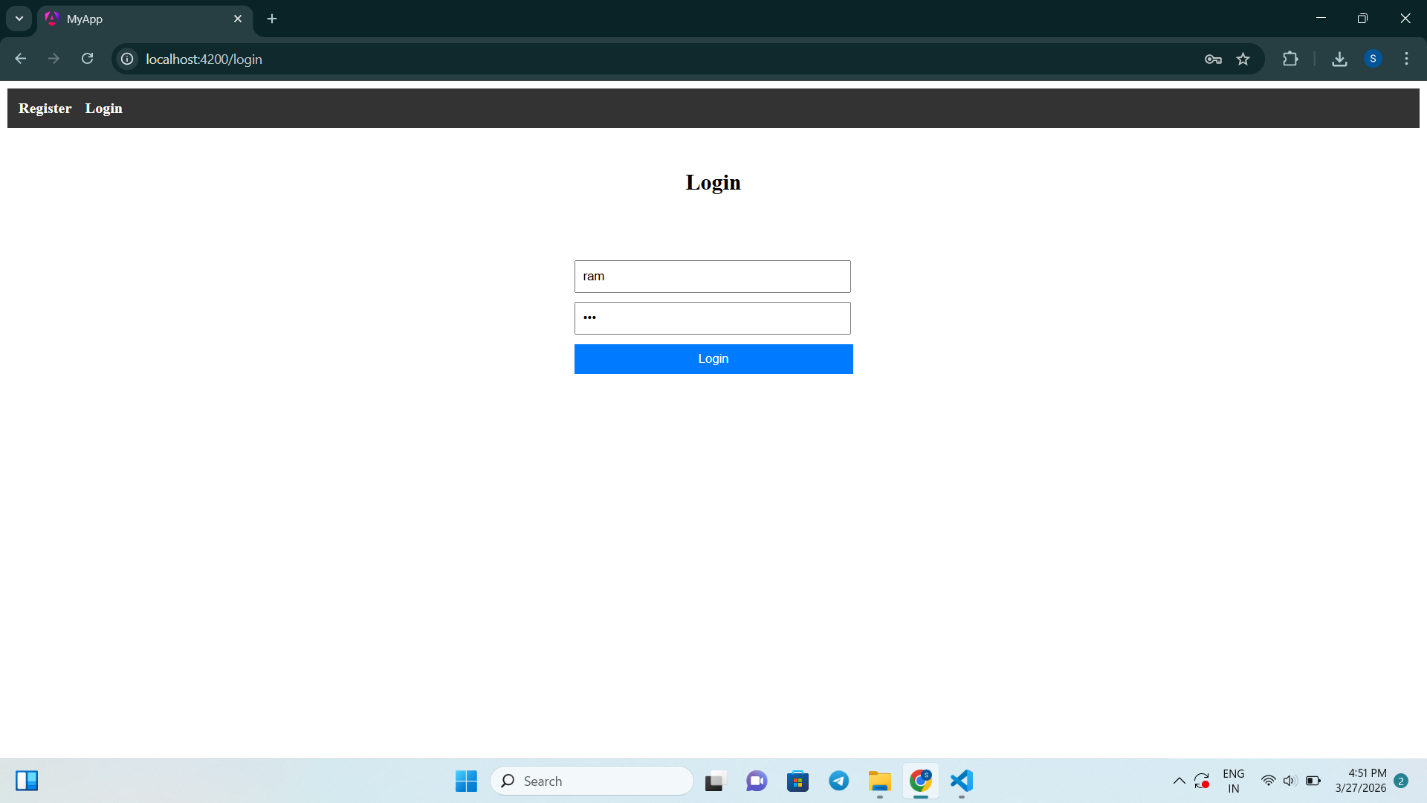 MyApp
localhost:4200/login
S
Register Login
Login
ram
•••
Login
Search
S
ENG
IN
4:51 PM
3/27/2026
2